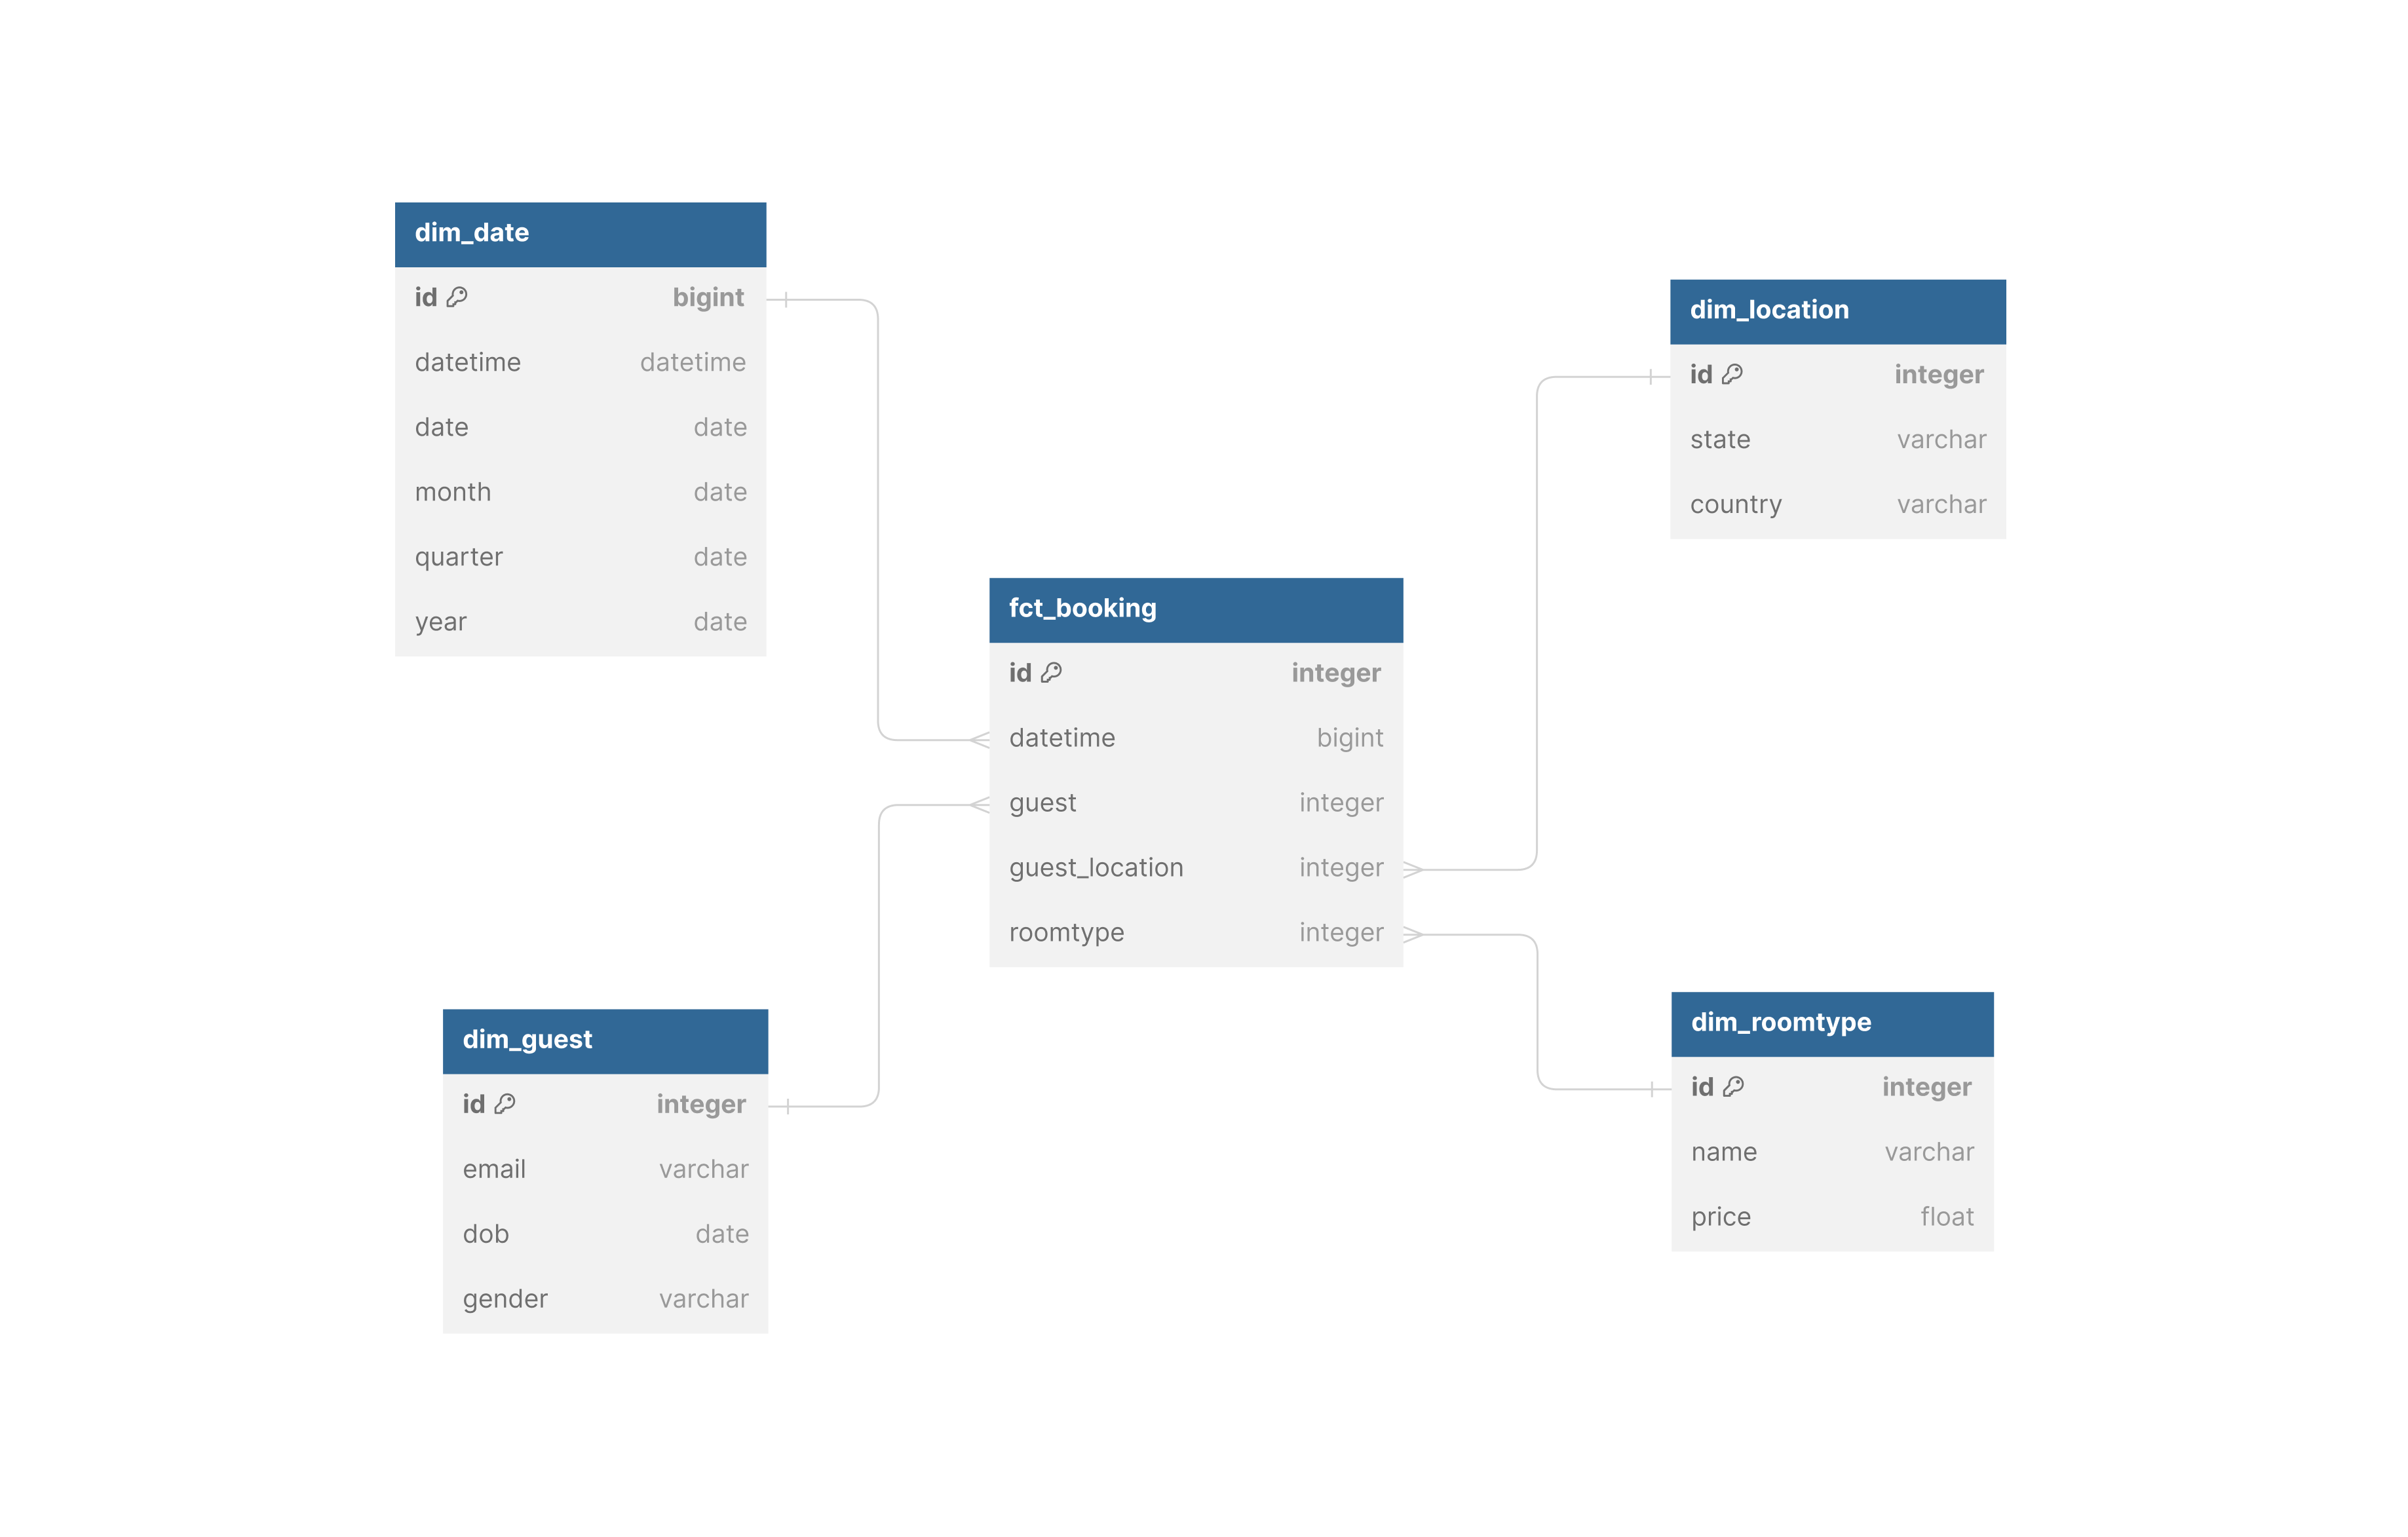 dim_date
id bigint
datetime datetime
date date
month date
quarter date
year date
dim_location
id integer
state varchar
country varchar
fct_booking
id integer
datetime bigint
guest integer
guest_location integer
roomtype integer
dim_guest
id integer
email varchar
dob date
gender varchar
dim_roomtype
id integer
name varchar
price float